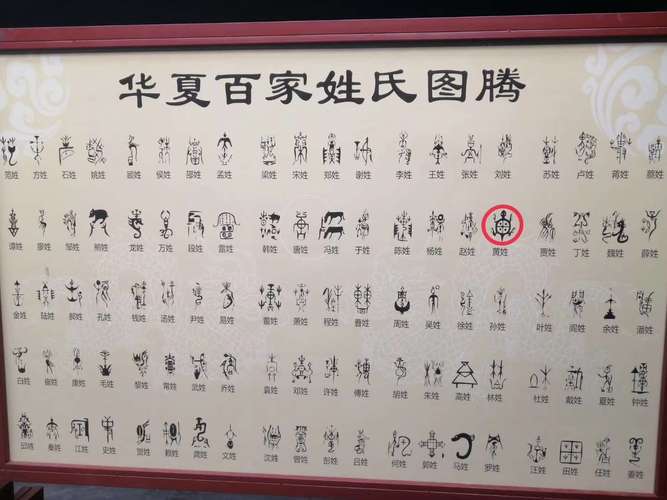 华夏百家姓氏图腾
范姓 方姓 石姓 姚姓 顾姓 侯姓 邵姓 孟姓 梁姓 宋姓 郑姓 谢姓 李姓 王姓 张姓 刘姓 苏姓 卢姓 蒋姓 蔡姓
谭姓 廖姓 邹姓 熊姓 龙姓 万姓 段姓 雷姓 韩姓 唐姓 冯姓 于姓 陈姓 杨姓 赵姓 黄姓 贾姓 丁姓 魏姓 薛姓
金姓 陆姓 郝姓 孔姓 钱姓 汤姓 尹姓 易姓 董姓 萧姓 程姓 曹姓 周姓 吴姓 徐姓 孙姓 叶姓 阎姓 余姓 潘姓
白姓 崔姓 康姓 毛姓 黎姓 常姓 武姓 乔姓 袁姓 邓姓 许姓 傅姓 胡姓 朱姓 高姓 林姓 杜姓 戴姓 夏姓 钟姓
邱姓 秦姓 江姓 史姓 贺姓 赖姓 龚姓 文姓 沈姓 曾姓 彭姓 吕姓 何姓 郭姓 马姓 罗姓 汪姓 田姓 任姓 姜姓